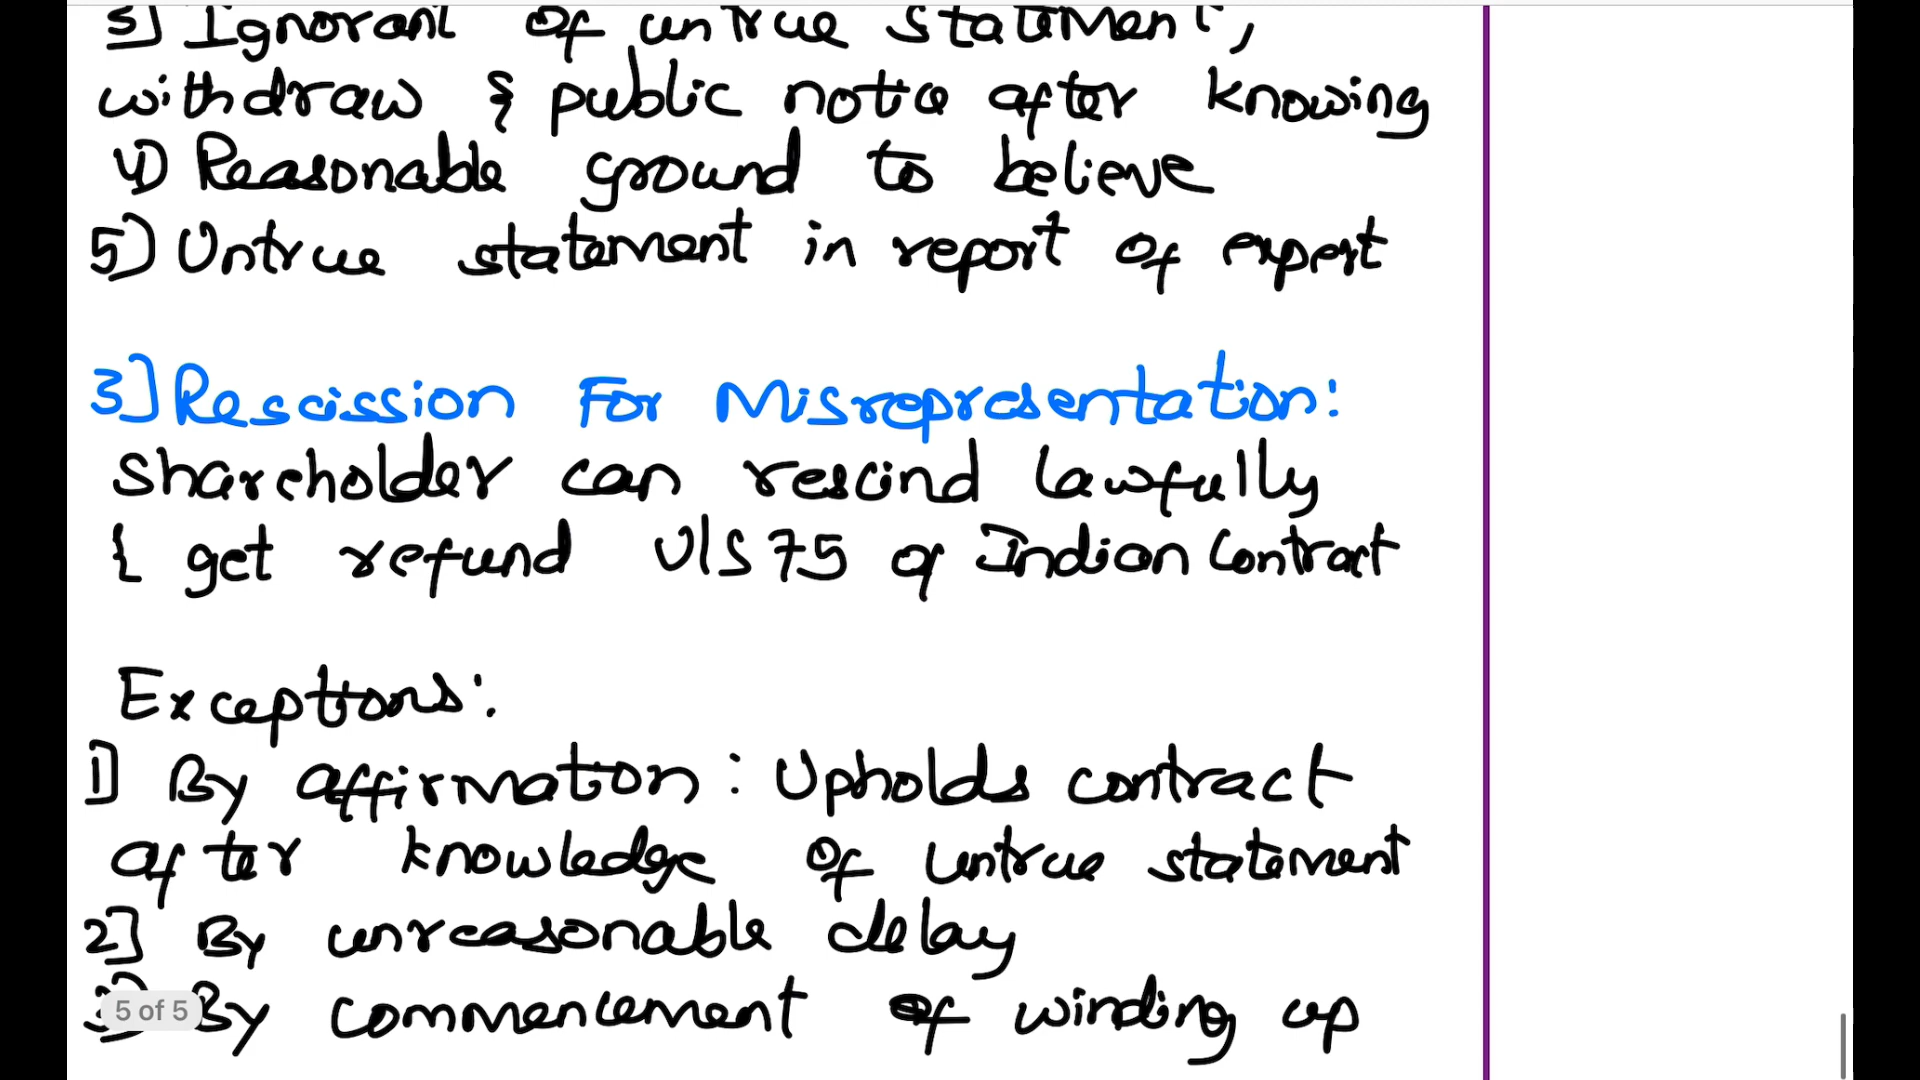 3] Ignorant of untrue statement,
withdraw & public notice after knowing
4) Reasonable ground to believe
5) Untrue statement in report of expert
3] Rescission For Misrepresentation:
Shareholder can rescind lawfully
& get refund U/S 75 of Indian Contract
Exceptions:
1] By affirmation : Upholds contract
after knowledge of untrue statement
2] By unreasonable delay
3] By commencement of winding up
5 of 5